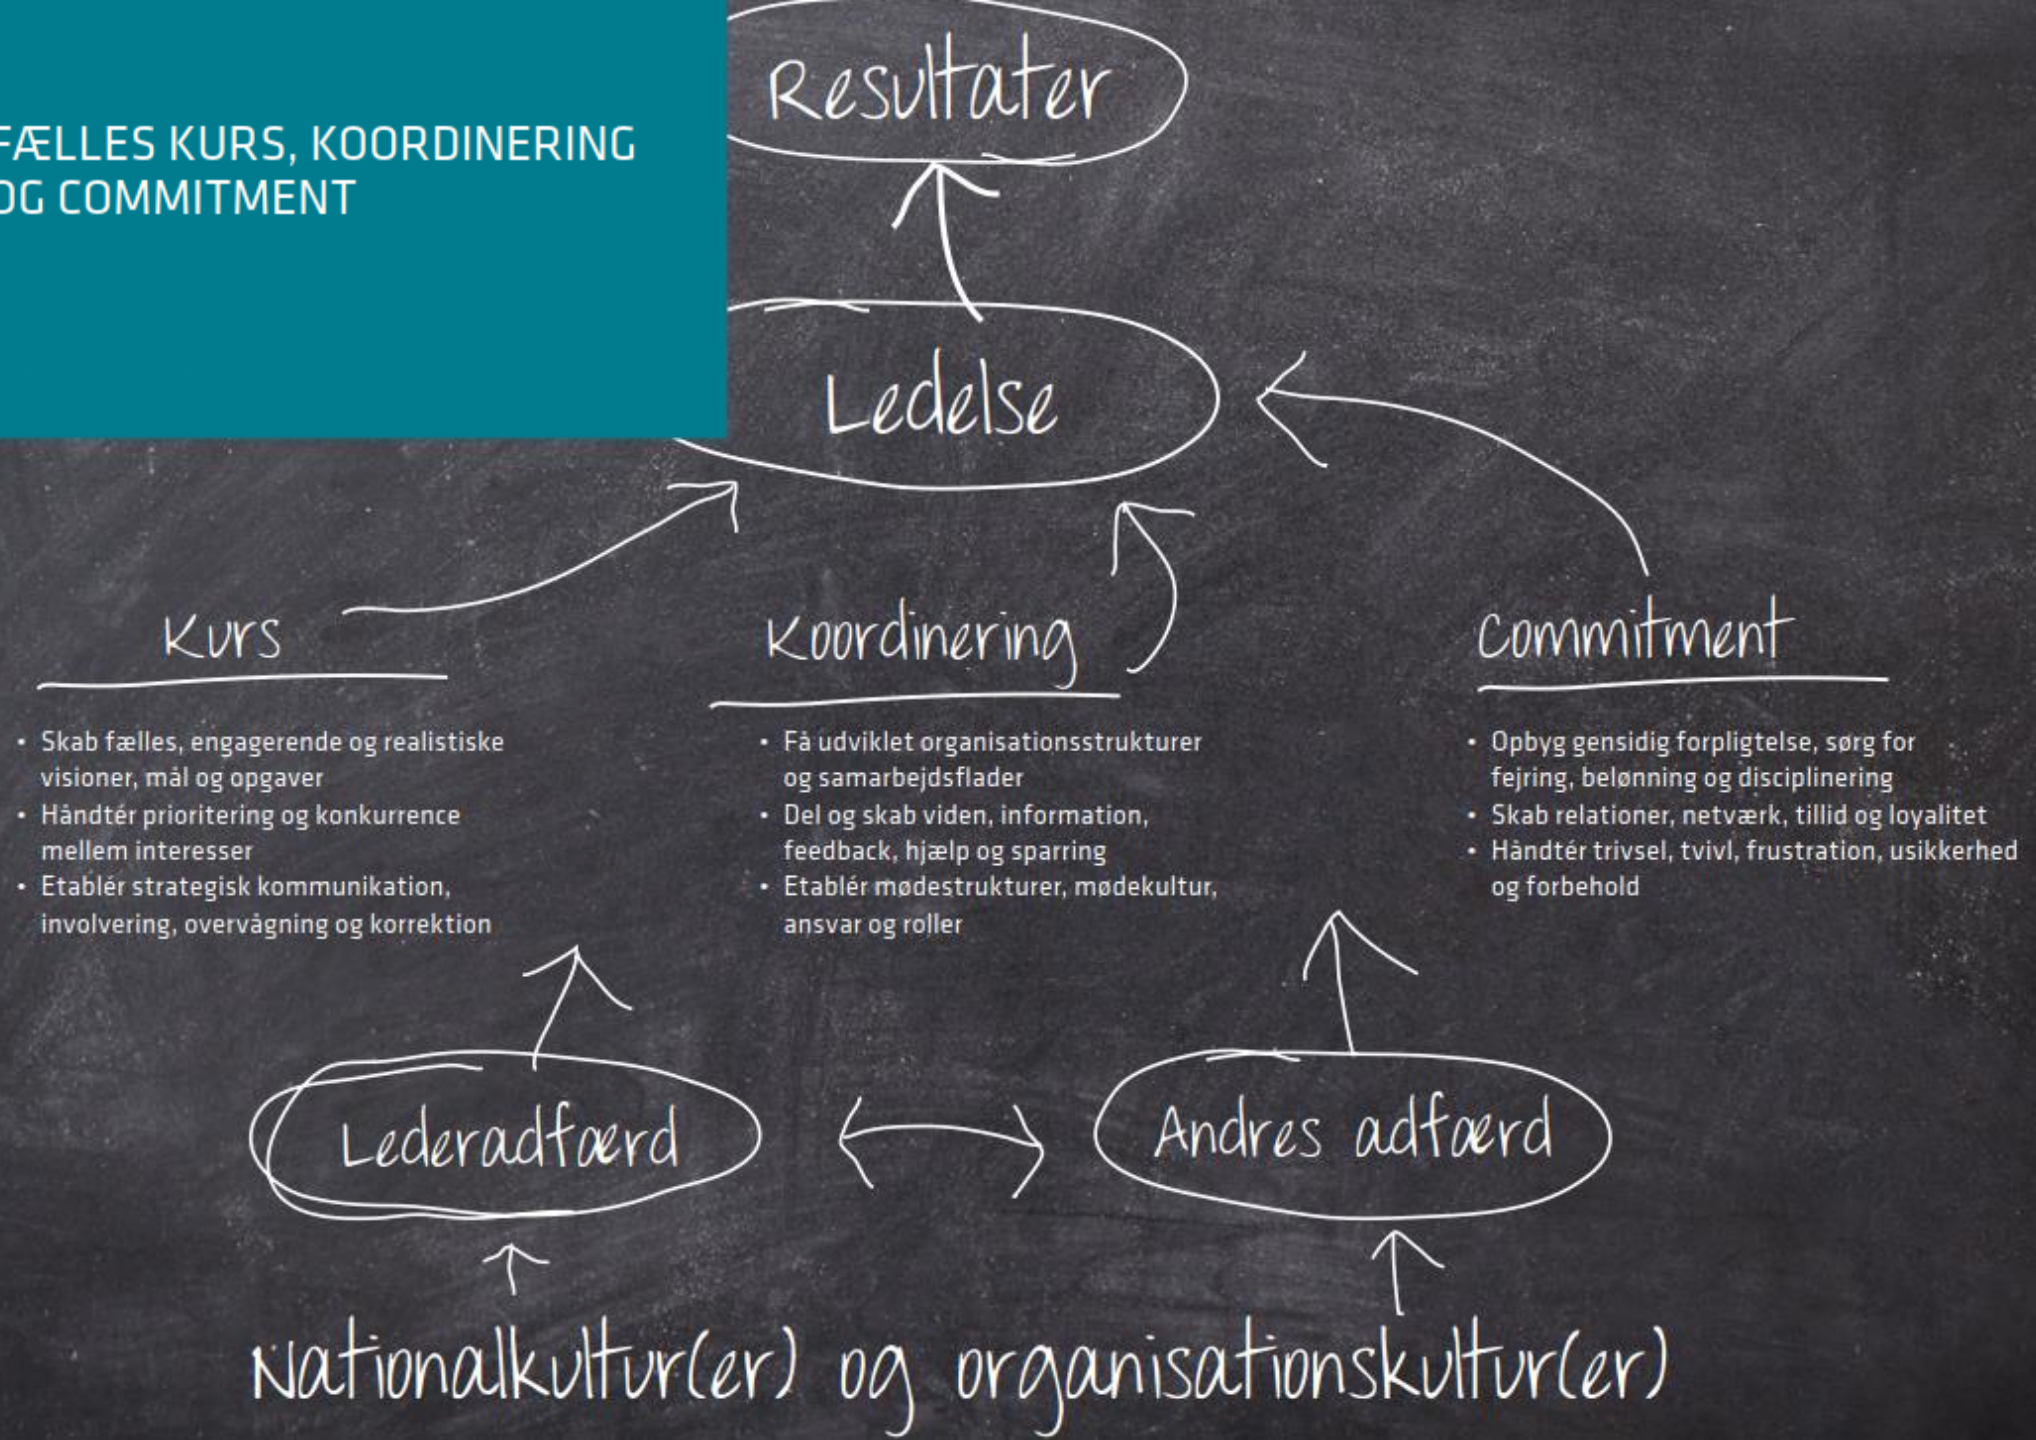 FÆLLES KURS, KOORDINERING
OG COMMITMENT
Resultater
Ledelse
Kurs
• Skab fælles, engagerende og realistiske
visioner, mål og opgaver
• Håndtér prioritering og konkurrence
mellem interesser
• Etablér strategisk kommunikation,
involvering, overvågning og korrektion
Koordinering
• Få udviklet organisationsstrukturer
og samarbejdsflader
• Del og skab viden, information,
feedback, hjælp og sparring
• Etablér mødestrukturer, mødekultur,
ansvar og roller
Commitment
• Opbyg gensidig forpligtelse, sørg for
fejring, belønning og disciplinering
• Skab relationer, netværk, tillid og loyalitet
• Håndtér trivsel, tvivl, frustration, usikkerhed
og forbehold
Lederadfærd
Andres adfærd
Nationalkultur(er) og organisationskultur(er)